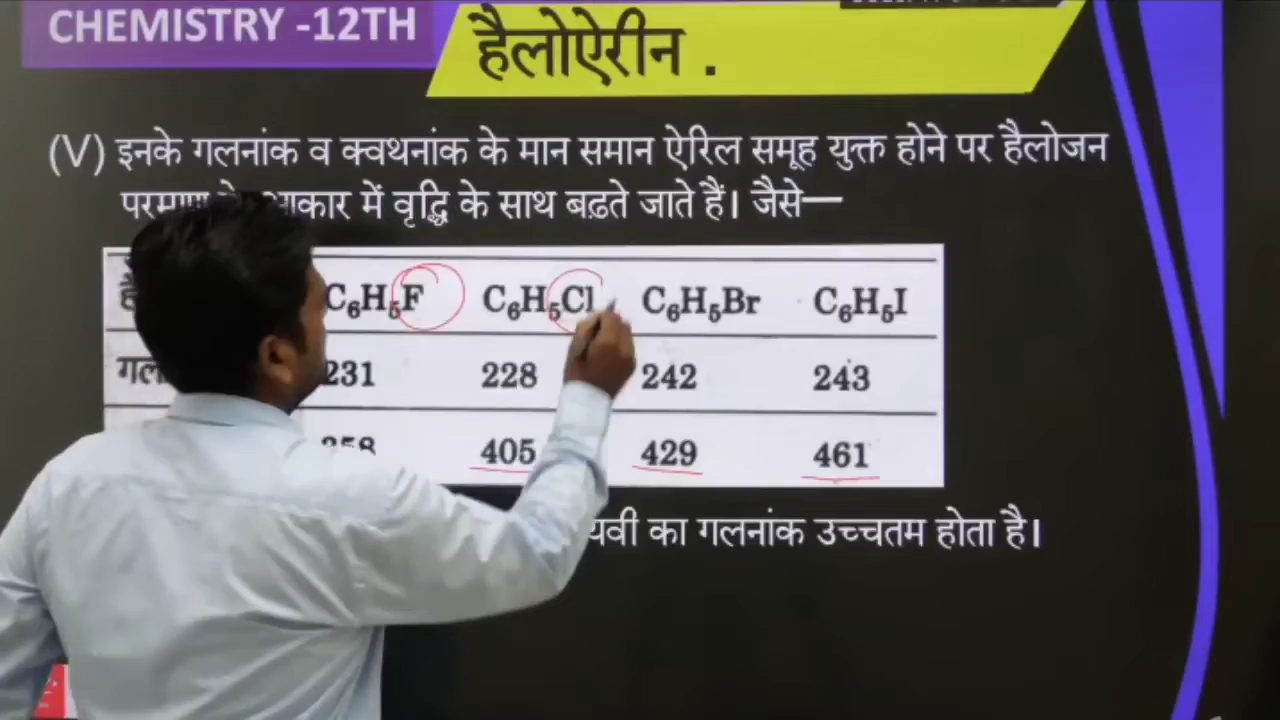 CHEMISTRY -12TH
हैलोऐरीन .
(V) इनके गलनांक व क्वथनांक के मान समान ऐरिल समूह युक्त होने पर हैलोजन
आकार में वृद्धि के साथ बढ़ते जाते हैं। जैसे—
C₆H₅F C₆H₅Cl C₆H₅Br C₆H₅I
231 228 242 243
358 405 429 461
का गलनांक उच्चतम होता है।